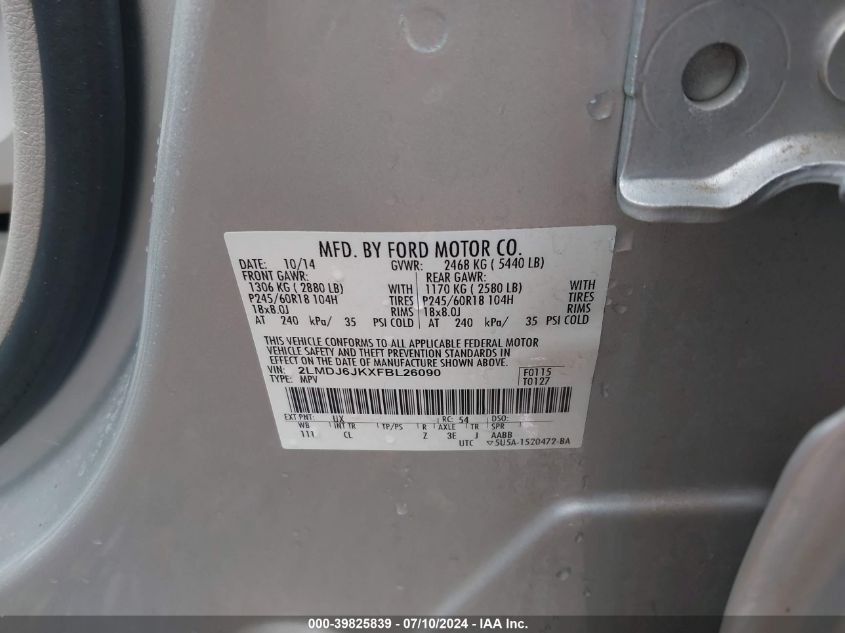 MFD. BY FORD MOTOR CO.
DATE: 10/14 GVWR: 2468 KG ( 5440 LB)
FRONT GAWR: REAR GAWR:
1306 KG ( 2880 LB) WITH 1170 KG ( 2580 LB) WITH
P245/60R18 104H TIRES P245/60R18 104H TIRES
18x8.0J RIMS 18x8.0J RIMS
AT 240 kPa/ 35 PSI COLD AT 240 kPa/ 35 PSI COLD
THIS VEHICLE CONFORMS TO ALL APPLICABLE FEDERAL MOTOR
VEHICLE SAFETY AND THEFT PREVENTION STANDARDS IN
EFFECT ON THE DATE OF MANUFACTURE SHOWN ABOVE.
VIN: 2LMDJ6JKXFBL26090 F0115
TYPE: MPV T0127
EXT PNT: UX RC: 54 DSO:
WB INT TR TP/PS R AXLE TR SPR
111 CL Z 3E J AABB
UTC 5U5A-1520472-BA
000-39825839 / 07/10/2024 - IAA Inc.